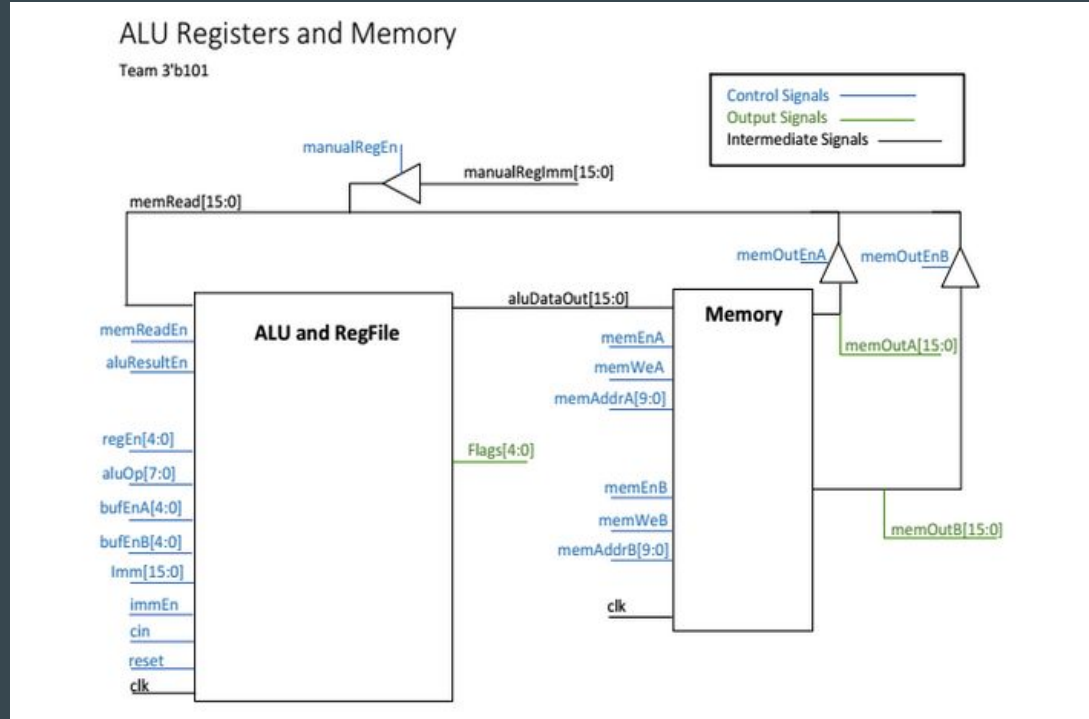 ALU Registers and Memory
Team 3'b101
Control Signals
Output Signals
Intermediate Signals
manualRegEn
manualRegImm[15:0]
memRead[15:0]
memOutEnA
memOutEnB
aluDataOut[15:0]
ALU and RegFile
Memory
memReadEn
aluResultEn
regEn[4:0]
aluOp[7:0]
bufEnA[4:0]
bufEnB[4:0]
Imm[15:0]
immEn
cin
reset
clk
Flags[4:0]
memEnA
memWeA
memAddrA[9:0]
memEnB
memWeB
memAddrB[9:0]
clk
memOutA[15:0]
memOutB[15:0]